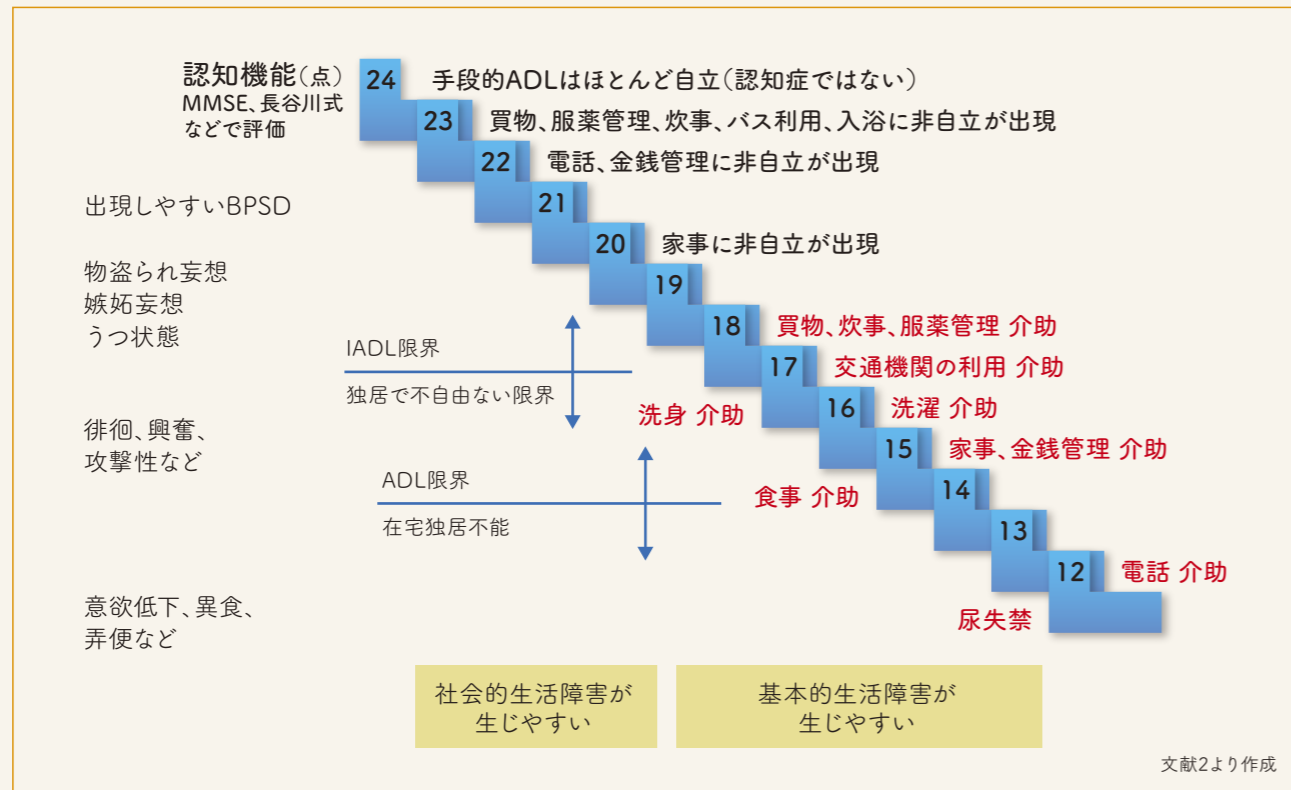 認知機能(点)
MMSE、長谷川式
などで評価
24 手段的ADLはほとんど自立(認知症ではない)
23 買物、服薬管理、炊事、バス利用、入浴に非自立が出現
22 電話、金銭管理に非自立が出現
21
20 家事に非自立が出現
19
18 買物、炊事、服薬管理 介助
17 交通機関の利用 介助
洗身 介助
16 洗濯 介助
15 家事、金銭管理 介助
食事 介助
14
13
12 電話 介助
尿失禁
出現しやすいBPSD
物盗られ妄想
嫉妬妄想
うつ状態
徘徊、興奮、
攻撃性など
意欲低下、異食、
弄便など
IADL限界
独居で不自由ない限界
ADL限界
在宅独居不能
社会的生活障害が
生じやすい
基本的生活障害が
生じやすい
文献2より作成